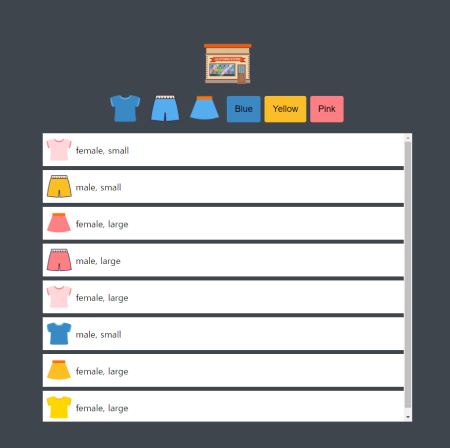 Blue Yellow Pink
female, small
male, small
female, large
male, large
female, large
male, small
female, large
female, large